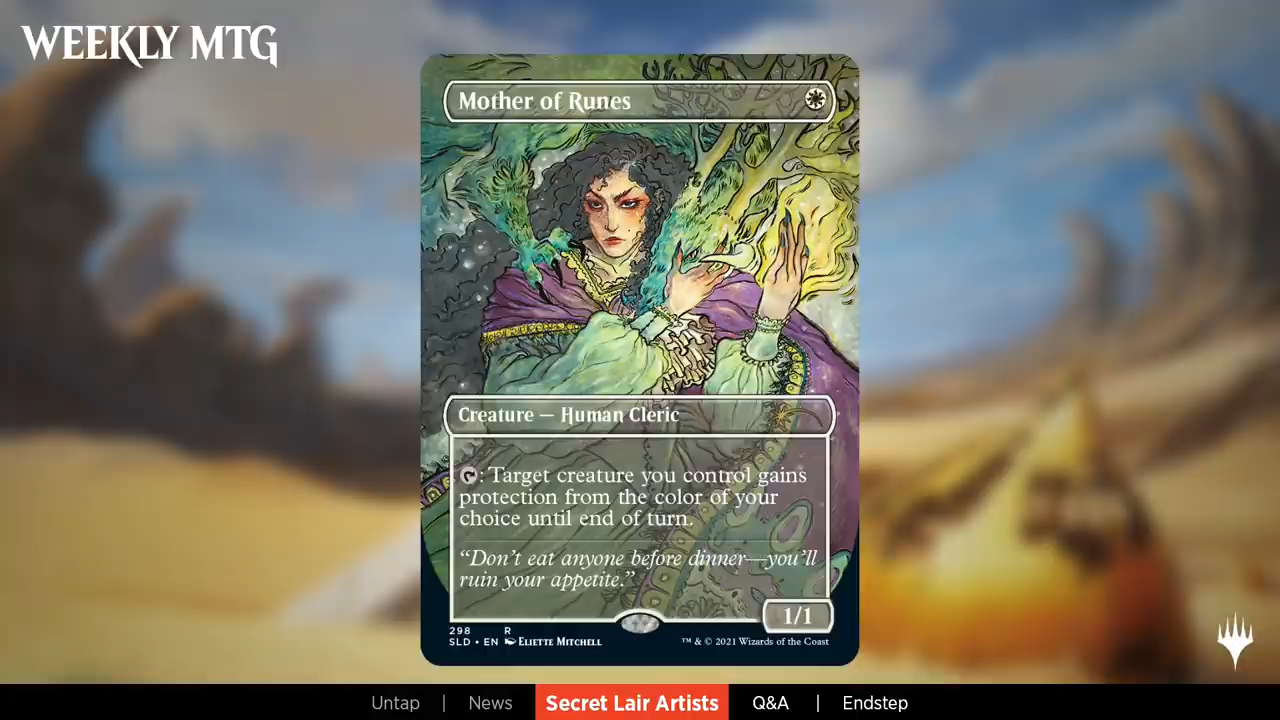 WEEKLY MTG
Mother of Runes
Creature — Human Cleric
: Target creature you control gains
protection from the color of your
choice until end of turn.
“Don’t eat anyone before dinner—you’ll
ruin your appetite.”
1/1
298 R
SLD • EN ELIETTE MITCHELL
™ & © 2021 Wizards of the Coast
Untap | News Secret Lair Artists Q&A | Endstep